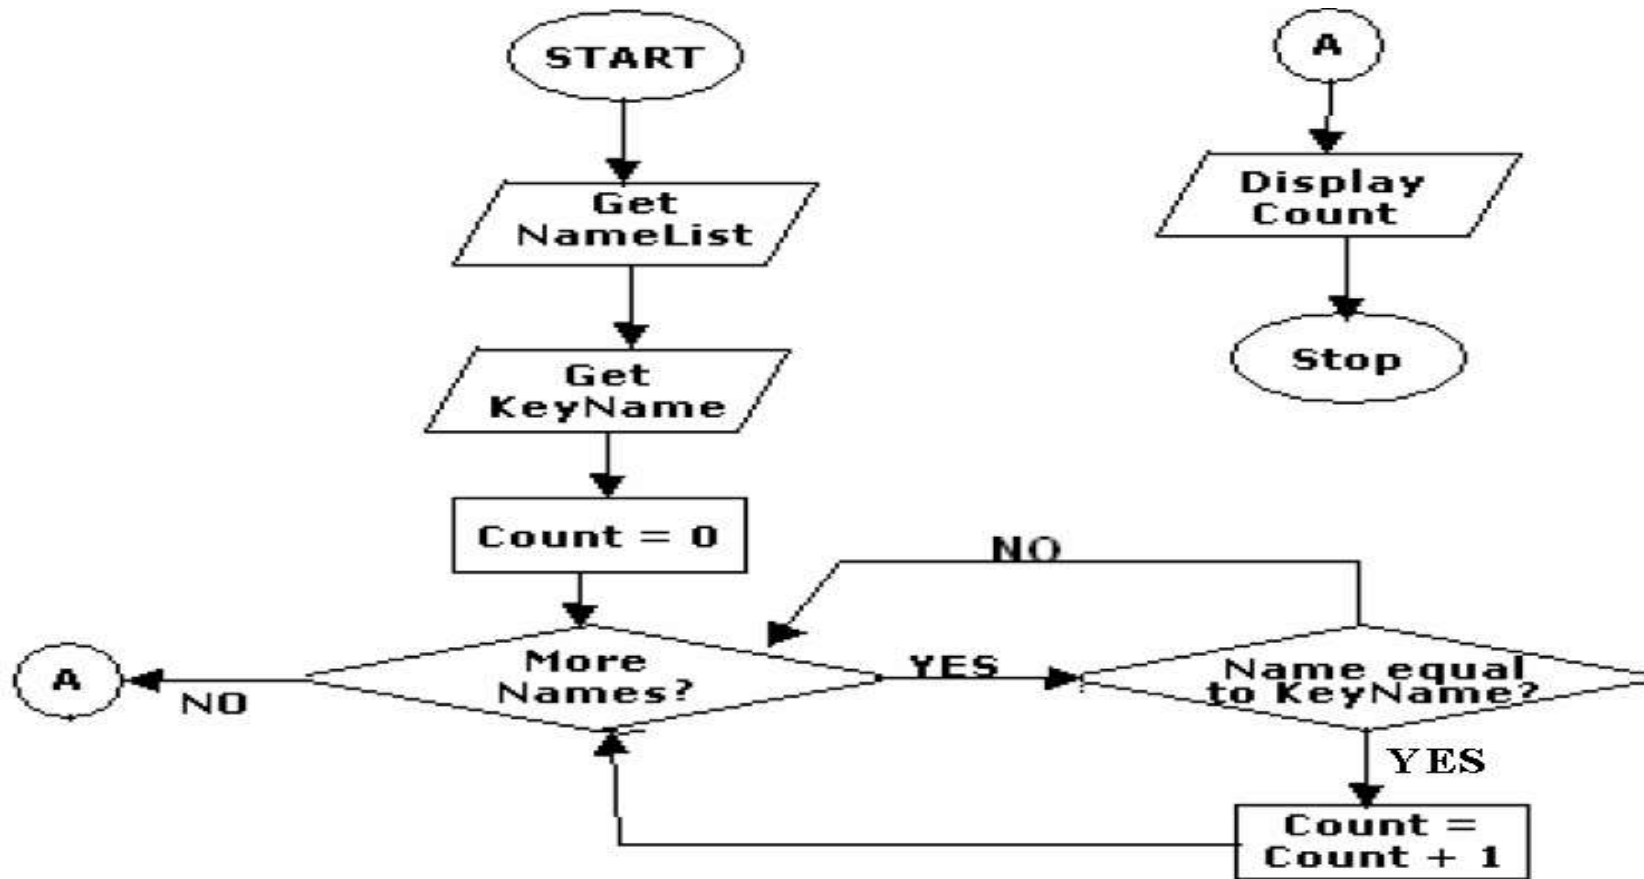 START
Get
NameList
Get
KeyName
Count = 0
More
Names?
NO
A
YES
Name equal
to KeyName?
NO
YES
Count =
Count + 1
A
Display
Count
Stop